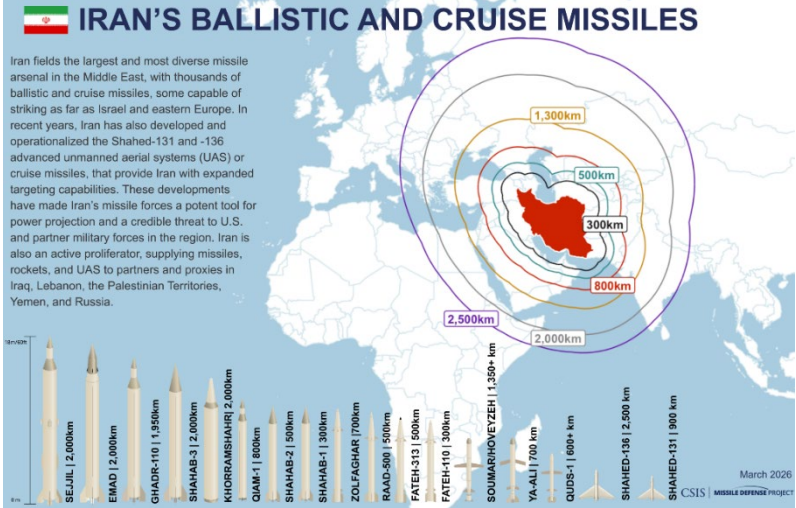 IRAN'S BALLISTIC AND CRUISE MISSILES
Iran fields the largest and most diverse missile
arsenal in the Middle East, with thousands of
ballistic and cruise missiles, some capable of
striking as far as Israel and eastern Europe. In
recent years, Iran has also developed and
operationalized the Shahed-131 and -136
advanced unmanned aerial systems (UAS) or
cruise missiles, that provide Iran with expanded
targeting capabilities. These developments
have made Iran's missile forces a potent tool for
power projection and a credible threat to U.S.
and partner military forces in the region. Iran is
also an active proliferator, supplying missiles,
rockets, and UAS to partners and proxies in
Iraq, Lebanon, the Palestinian Territories,
Yemen, and Russia.
1,300km
500km
300km
800km
2,500km
2,000km
0 m
SEJJIL | 2,000km
EMAD | 2,000km
GHADR-110 | 1,950km
SHAHAB-3 | 2,000km
KHORRAMSHAHR| 2,000km
QIAM-1 | 800km
SHAHAB-2 | 500km
SHAHAB-1 | 300km
ZOLFAGHAR |700km
RAAD-500 | 500km
FATEH-313 | 500km
FATEH-110 | 300km
SOUMAR/HOVEYZEH | 1,350+ km
YA-ALI | 700 km
QUDS-1 | 600+ km
SHAHED-136 | 2,500 km
SHAHED-131 | 900 km
March 2026
CSIS | MISSILE DEFENSE PROJECT